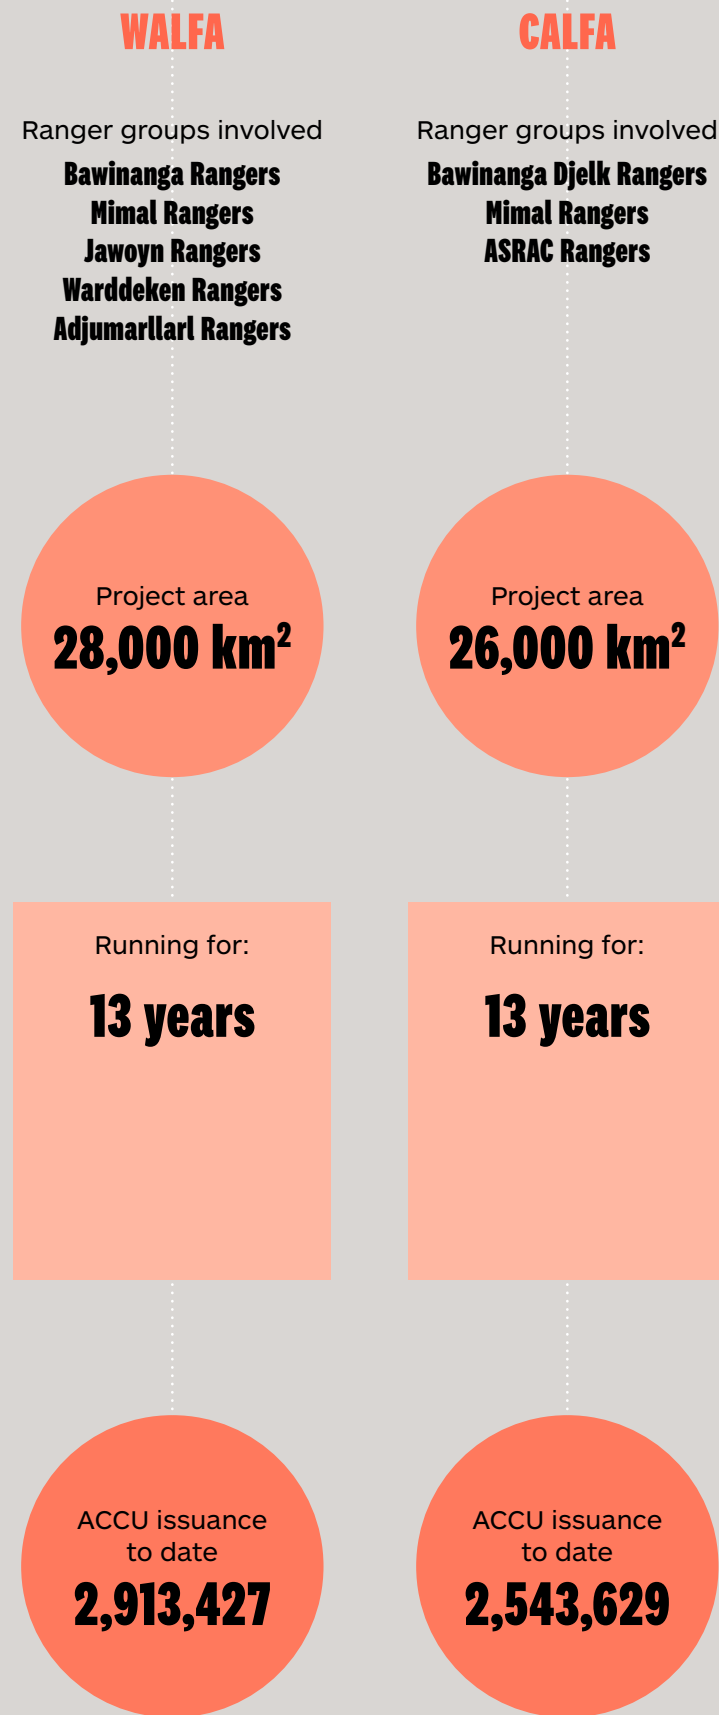 WALFA
Ranger groups involved
Bawinanga Rangers
Mimal Rangers
Jawoyn Rangers
Warddeken Rangers
Adjumarllarl Rangers
Project area
28,000 km²
Running for:
13 years
ACCU issuance
to date
2,913,427
CALFA
Ranger groups involved
Bawinanga Djelk Rangers
Mimal Rangers
ASRAC Rangers
Project area
26,000 km²
Running for:
13 years
ACCU issuance
to date
2,543,629